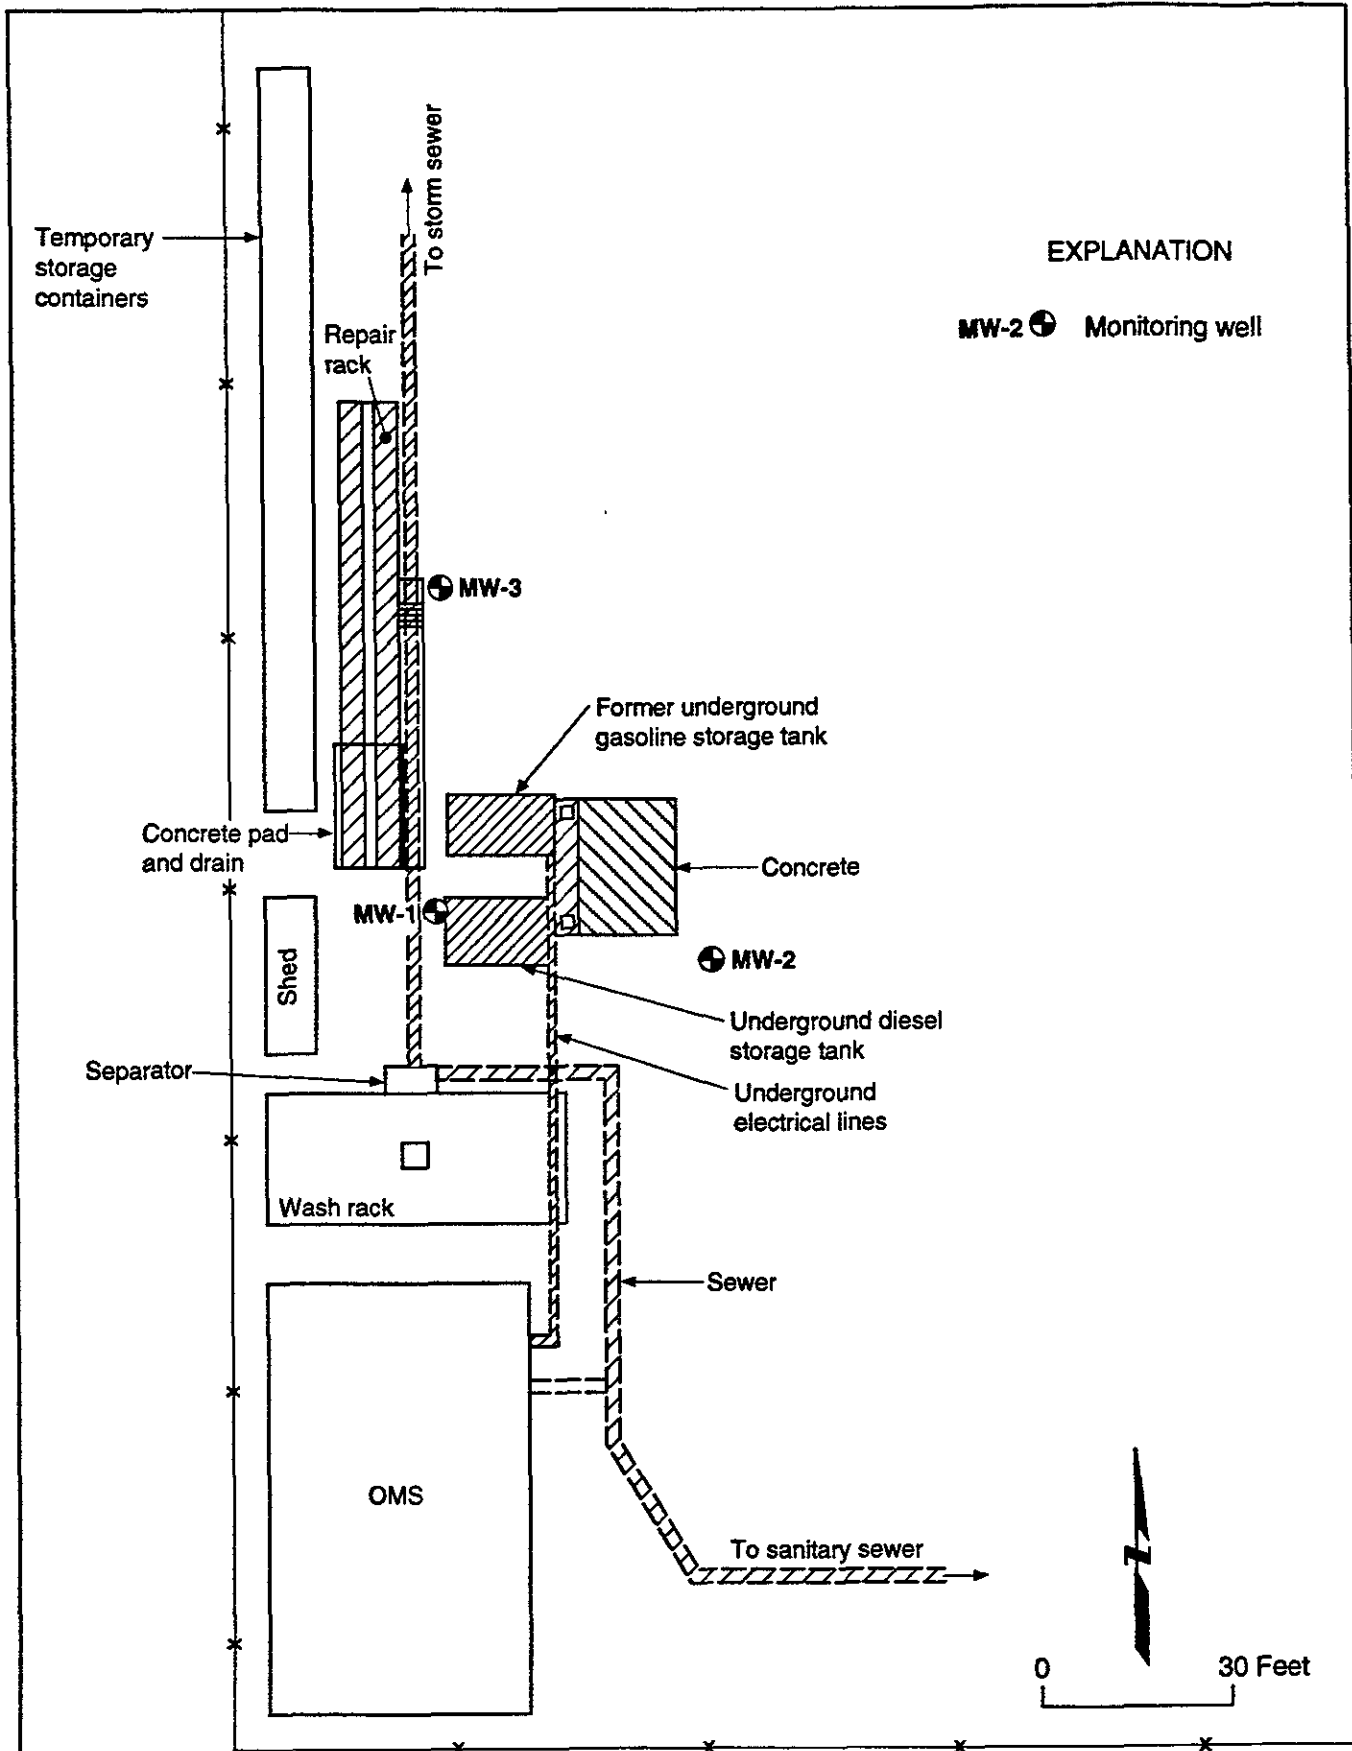 To storm sewer
Temporary
storage
containers
EXPLANATION
MW-2 Monitoring well
Repair
rack
MW-3
Former underground
gasoline storage tank
Concrete pad
and drain
Concrete
MW-1
MW-2
Shed
Underground diesel
storage tank
Separator
Underground
electrical lines
Wash rack
Sewer
OMS
To sanitary sewer
Z
0 30 Feet